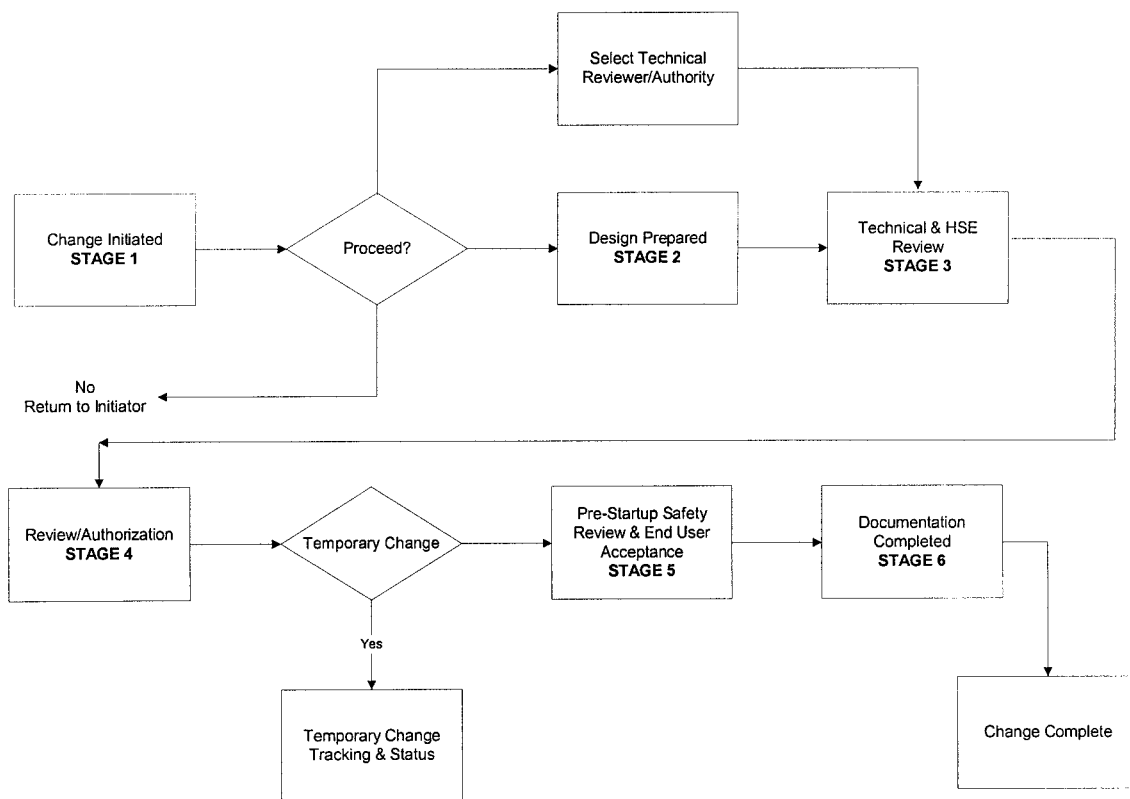 Select Technical
Reviewer/Authority
Change Initiated
STAGE 1
Proceed?
Design Prepared
STAGE 2
Technical & HSE
Review
STAGE 3
No
Return to Initiator
Review/Authorization
STAGE 4
Temporary Change
Pre-Startup Safety
Review & End User
Acceptance
STAGE 5
Documentation
Completed
STAGE 6
Yes
Temporary Change
Tracking & Status
Change Complete